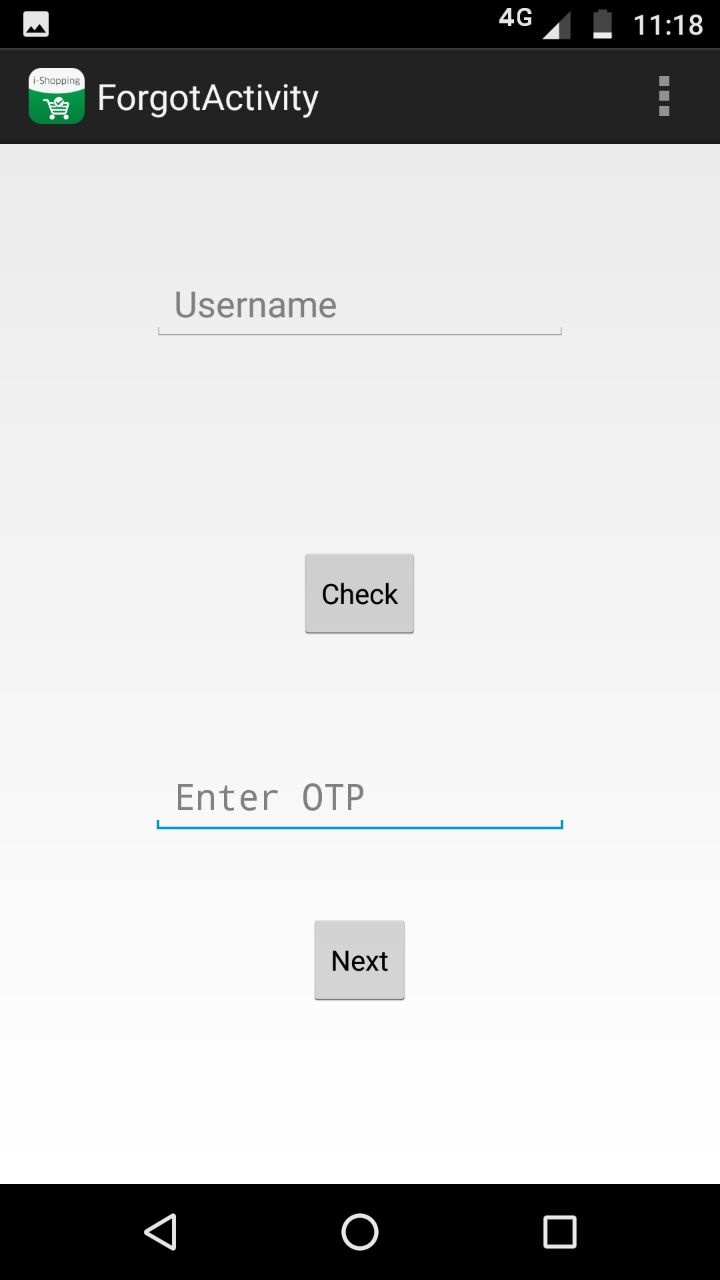 4G 11:18
i-Shopping
ForgotActivity
Username
Check
Enter OTP
Next